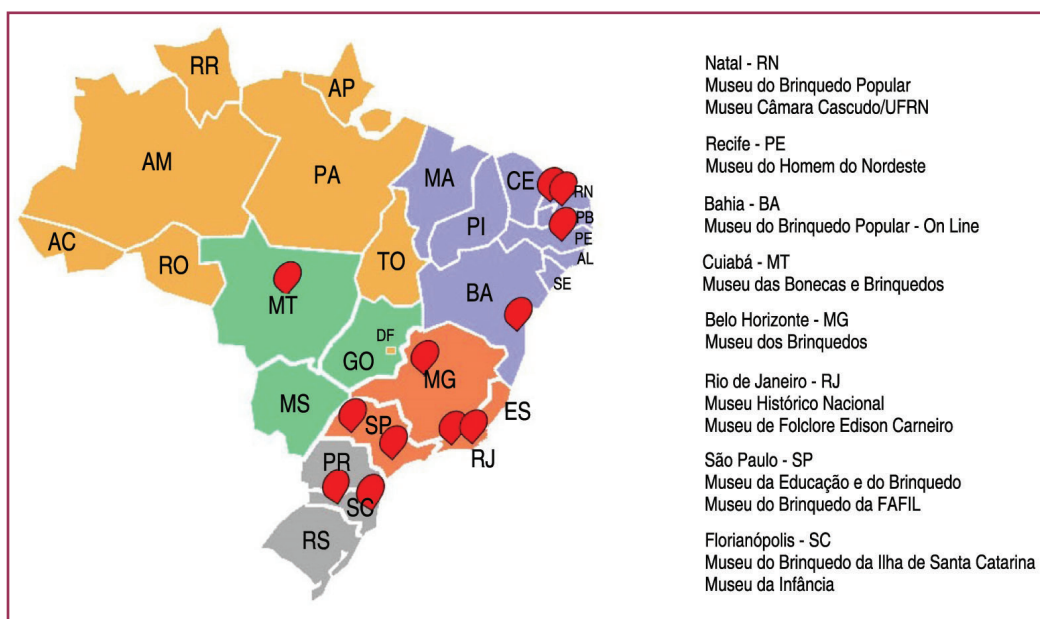 RR
AP
AM
PA
MA
CE
RN
PB
PI
PE
AC
TO
AL
RO
SE
BA
MT
DF
GO
MG
MS
ES
SP
RJ
PR
SC
RS
Natal - RN
Museu do Brinquedo Popular
Museu Câmara Cascudo/UFRN
Recife - PE
Museu do Homem do Nordeste
Bahia - BA
Museu do Brinquedo Popular - On Line
Cuiabá - MT
Museu das Bonecas e Brinquedos
Belo Horizonte - MG
Museu dos Brinquedos
Rio de Janeiro - RJ
Museu Histórico Nacional
Museu de Folclore Edison Carneiro
São Paulo - SP
Museu da Educação e do Brinquedo
Museu do Brinquedo da FAFIL
Florianópolis - SC
Museu do Brinquedo da Ilha de Santa Catarina
Museu da Infância